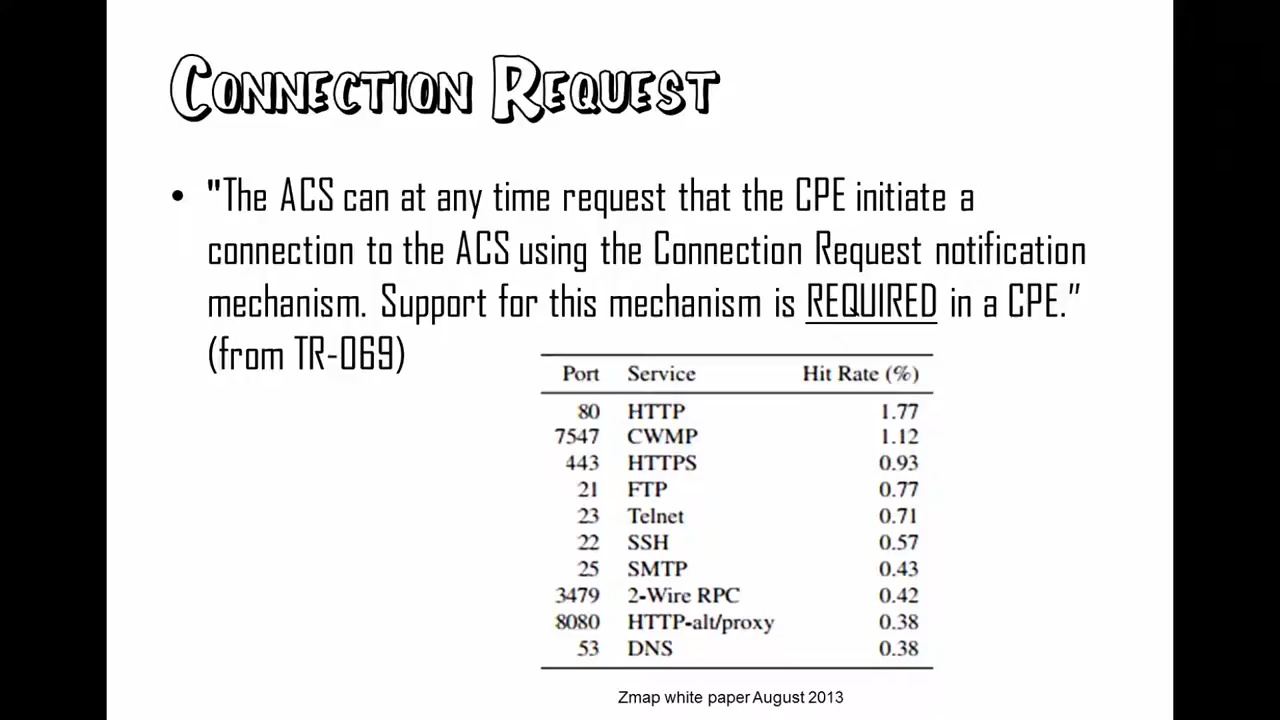 CONNECTION REQUEST
• "The ACS can at any time request that the CPE initiate a
connection to the ACS using the Connection Request notification
mechanism. Support for this mechanism is REQUIRED in a CPE.”
(from TR-069)
Port Service Hit Rate (%)
80 HTTP 1.77
7547 CWMP 1.12
443 HTTPS 0.93
21 FTP 0.77
23 Telnet 0.71
22 SSH 0.57
25 SMTP 0.43
3479 2-Wire RPC 0.42
8080 HTTP-alt/proxy 0.38
53 DNS 0.38
Zmap white paper August 2013